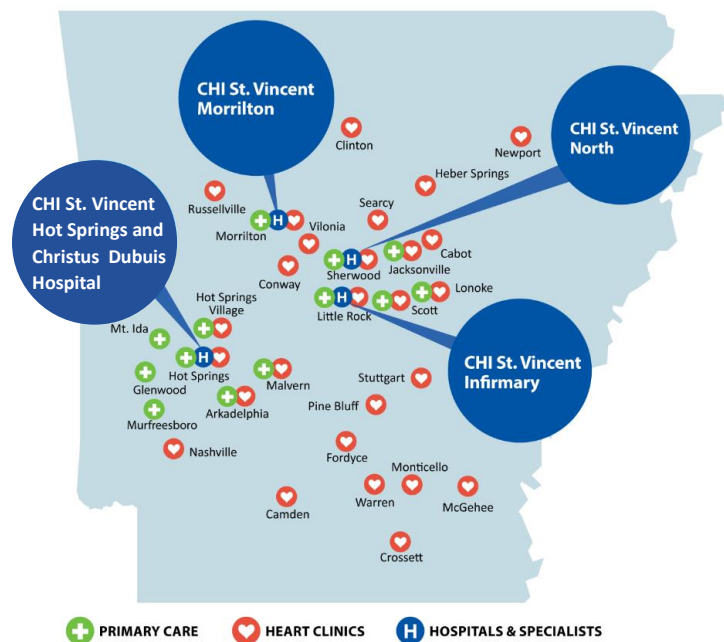 CHI St. Vincent
Morrilton
CHI St. Vincent
North
CHI St. Vincent
Hot Springs and
Christus Dubuis
Hospital
CHI St. Vincent
Infirmary
Clinton
Newport
Heber Springs
Russellville
Searcy
Morrilton
H
Vilonia
Cabot
H
Sherwood
Jacksonville
Conway
Hot Springs
Village
H
Little Rock
Scott
Lonoke
Mt. Ida
H
Hot Springs
Glenwood
Malvern
Stuttgart
Murfreesboro
Arkadelphia
Pine Bluff
Nashville
Fordyce
Monticello
Warren
McGehee
Camden
Crossett
PRIMARY CARE
HEART CLINICS
H HOSPITALS & SPECIALISTS